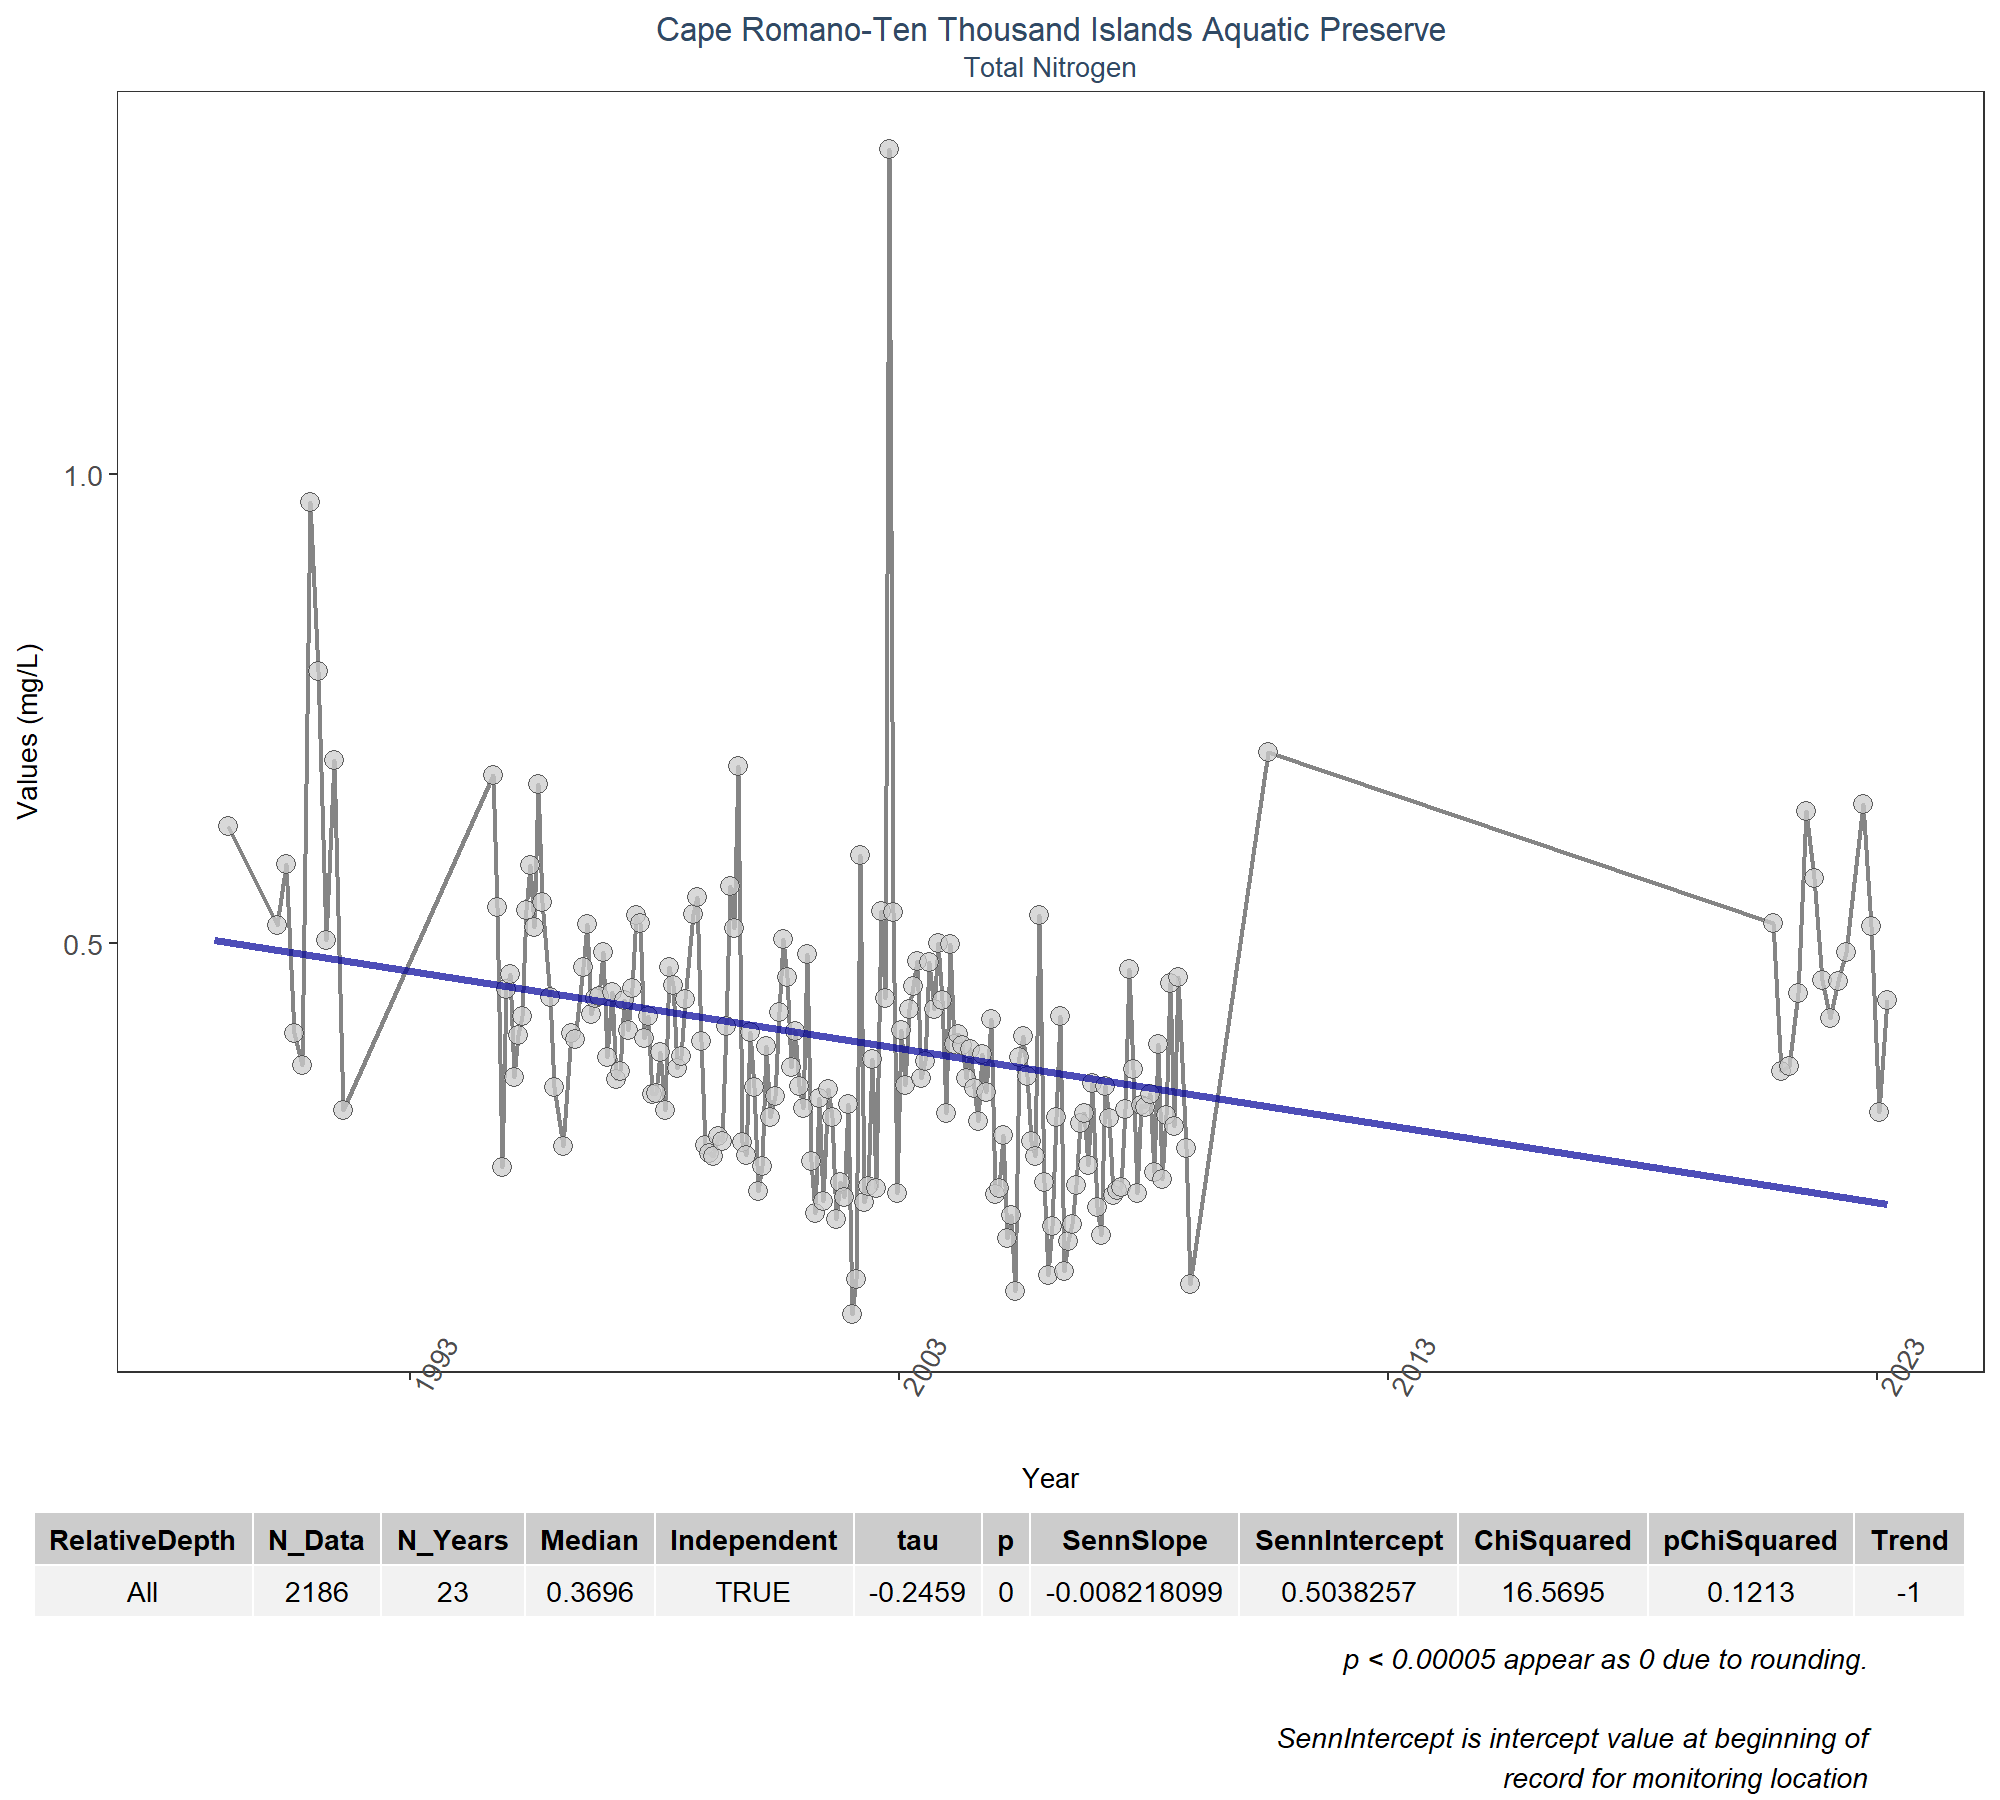 Cape Romano-Ten Thousand Islands Aquatic Preserve
Total Nitrogen
Values (mg/L)
1.0
0.5
1993
2003
2013
2023
Year
RelativeDepth N_Data N_Years Median Independent tau p SennSlope SennIntercept ChiSquared pChiSquared Trend
All 2186 23 0.3696 TRUE -0.2459 0 -0.008218099 0.5038257 16.5695 0.1213 -1
p < 0.00005 appear as 0 due to rounding.
SennIntercept is intercept value at beginning of
record for monitoring location